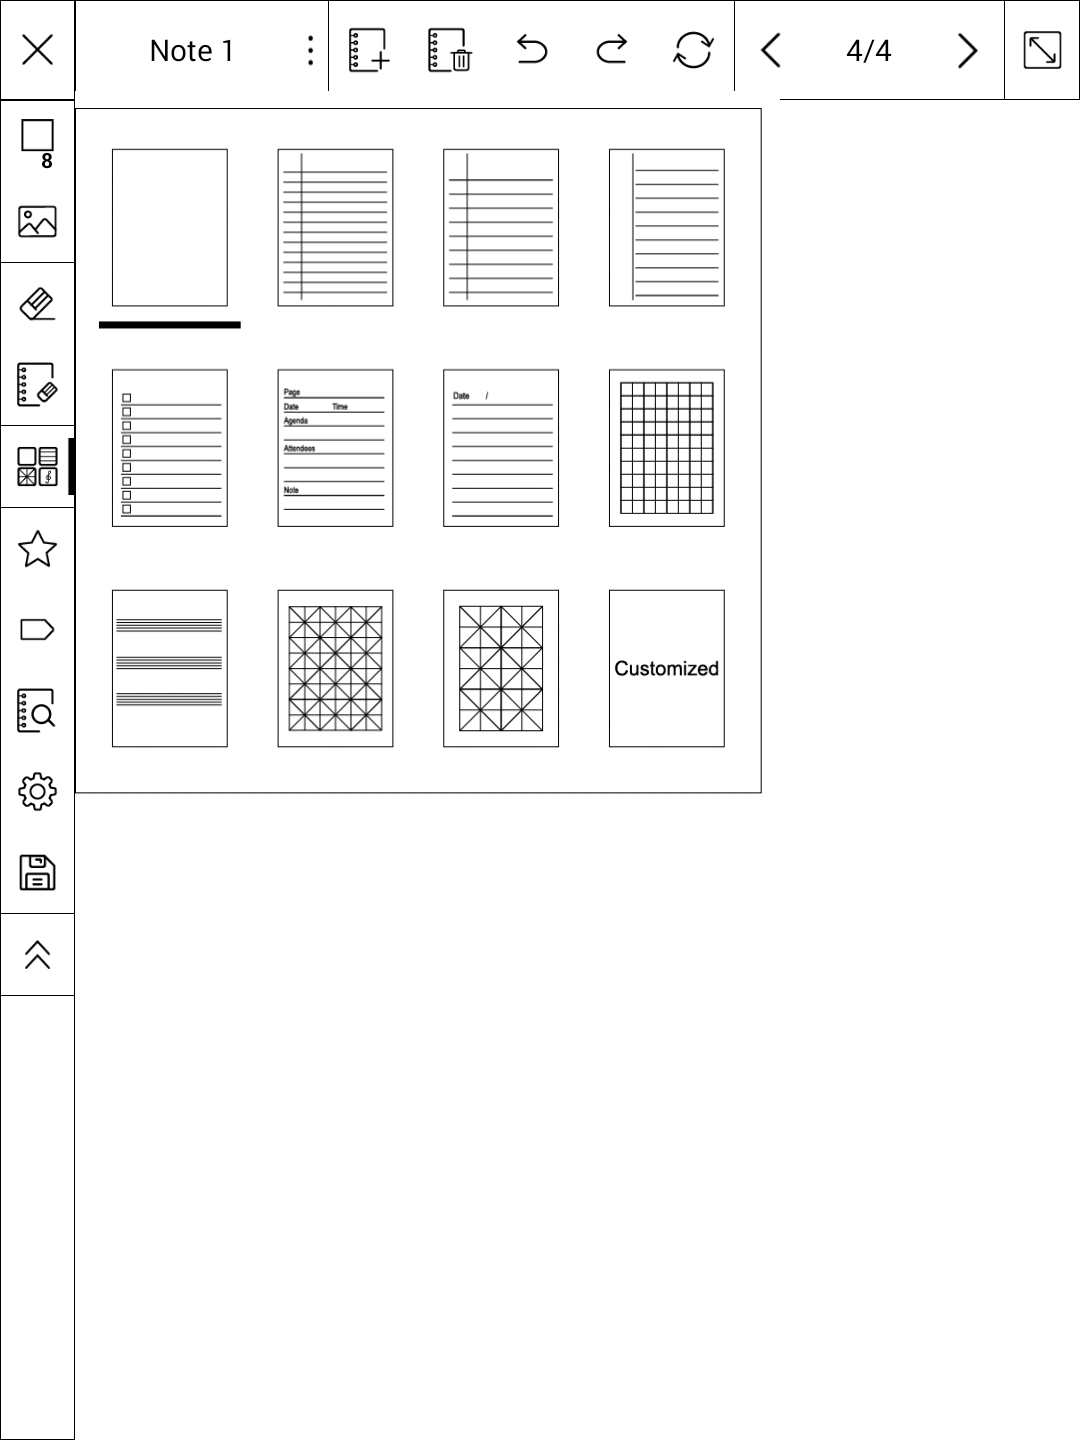 Note 1
4/4
8
Page
Date Time
Agenda
Attendees
Note
Date /
Customized